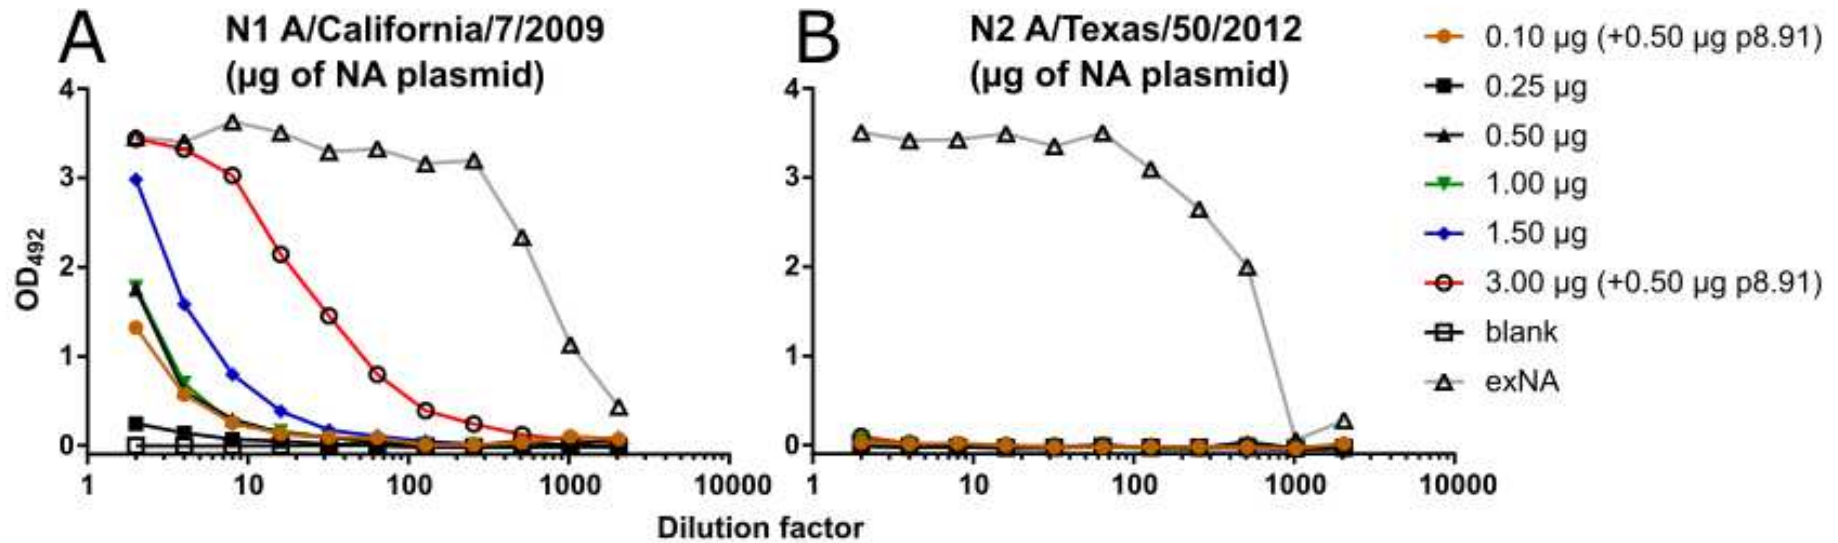 A
N1 A/California/7/2009
(µg of NA plasmid)
B
N2 A/Texas/50/2012
(µg of NA plasmid)
0.10 µg (+0.50 µg p8.91)
0.25 µg
0.50 µg
1.00 µg
1.50 µg
3.00 µg (+0.50 µg p8.91)
blank
exNA
OD492
4
3
2
1
0
1
10
100
1000
10000
4
3
2
1
0
1
10
100
1000
10000
Dilution factor